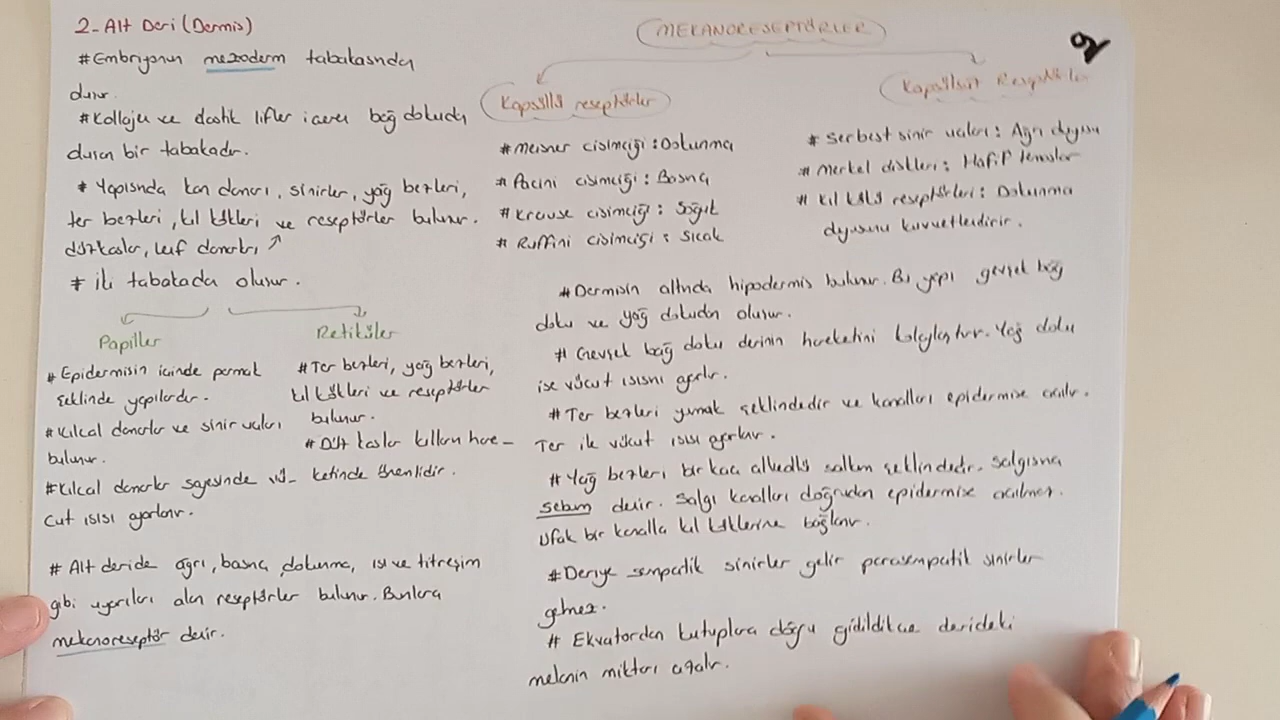 2- Alt Deri (Dermis)
# Embriyonun mezoderm tabakasından
oluşur.
# Kollajen ve elastik lifler içeren bağ dokudan
oluşan bir tabakadır.
* Yapısında kan damarı, sinirler, yağ bezleri,
ter bezleri, kıl kökleri ve reseptörler bulunur.
düz kaslar, lenf damarları ↗
# iki tabakada oluşur.
Papiller
# Epidermisin içinde parmak
şeklinde yapılardır.
# Kılcal damarlar ve sinir uçları
bulunur.
# Kılcal damarlar sayesinde vü-
cut ısısı ayarlanır.
Retiküler
# Ter bezleri, yağ bezleri,
kıl kökleri ve reseptörler
bulunur.
# Düz kaslar kılların hare-
ketinde önemlidir.
# Alt deride ağrı, basınç, dokunma, ısı ve titreşim
gibi uyarıları alan reseptörler bulunur. Bunlara
mekanoreseptör denir.
MEKANORESEPTÖRLER
Kapsüllü reseptörler
# Meisner cisimciği : Dokunma
# Pacini cisimciği : Basınç
# Krause cisimciği : Soğuk
# Ruffini cisimciği : Sıcak
Kapsülsüz Reseptörler
# Serbest sinir uçları : Ağrı duyusu
# Merkel diskleri : Hafif temaslar
# Kıl kökü reseptörleri : Dokunma
duyusunu kuvvetlendirir.
# Dermisin altında hipodermis bulunur. Bu yapı gevşek bağ
doku ve yağ dokudan oluşur.
# Gevşek bağ doku derinin hareketini kolaylaştırır. Yağ doku
ise vücut ısısını ayarlar.
# Ter bezleri yumak şeklindedir ve kanalları epidermise açılır.
Ter ile vücut ısısı ayarlanır.
# Yağ bezleri bir kaç alveollü salkım şeklindedir. Salgısına
sebum denir. Salgı kanalları doğrudan epidermise açılmaz.
Ufak bir kanalla kıl köklerine bağlanır.
# Deriye sempatik sinirler gelir parasempatik sinirler
gelmez.
# Ekvatordan kutuplara doğru gidildikçe derideki
melanin miktarı azalır.